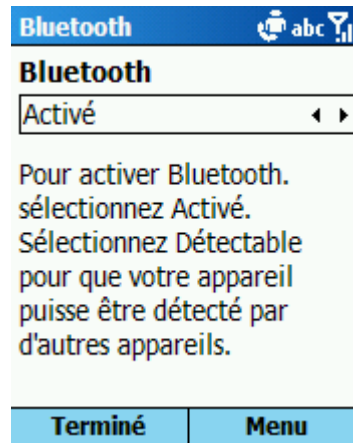 Bluetooth abc
Bluetooth
Activé
Pour activer Bluetooth.
sélectionnez Activé.
Sélectionnez Détectable
pour que votre appareil
puisse être détecté par
d'autres appareils.
Terminé Menu